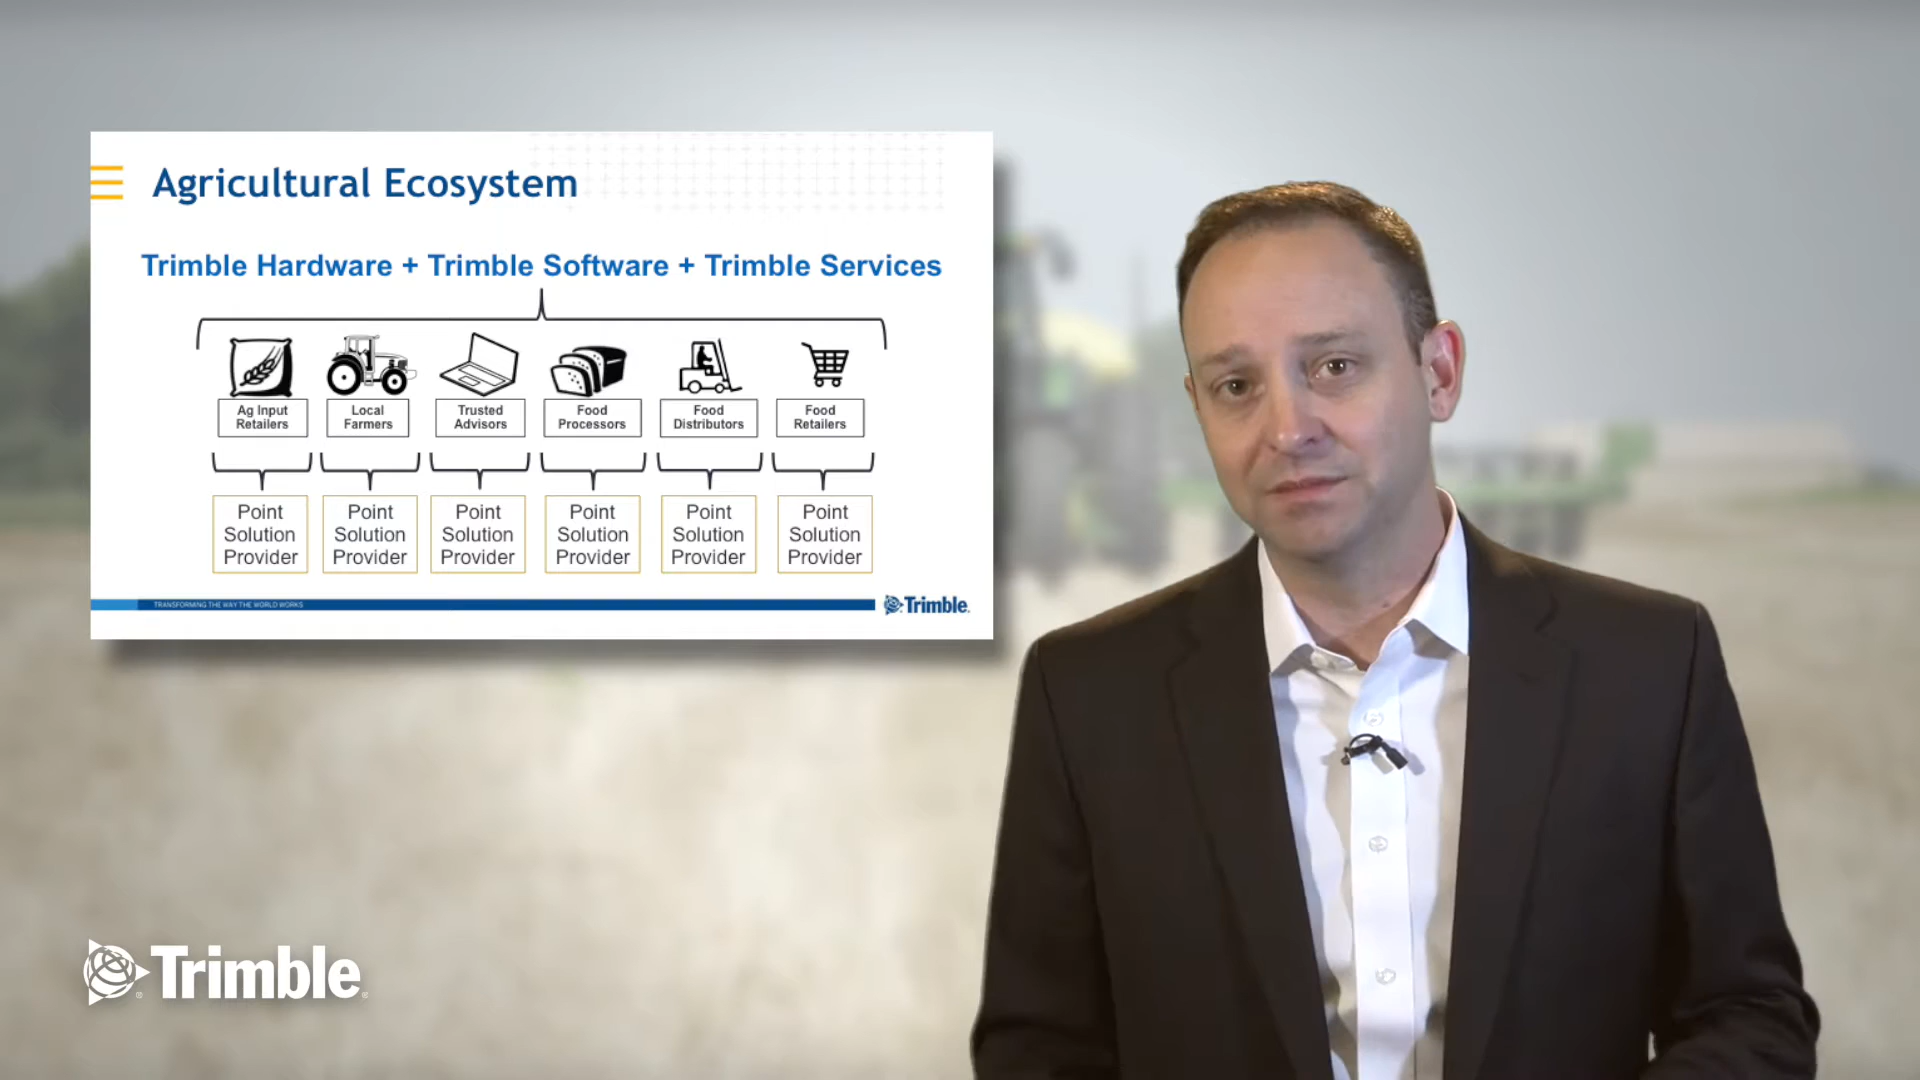 Agricultural Ecosystem
Trimble Hardware + Trimble Software + Trimble Services
Ag Input
Retailers
Local
Farmers
Trusted
Advisors
Food
Processors
Food
Distributors
Food
Retailers
Point
Solution
Provider
Point
Solution
Provider
Point
Solution
Provider
Point
Solution
Provider
Point
Solution
Provider
Point
Solution
Provider
TRANSFORMING THE WAY THE WORLD WORKS
Trimble.
Trimble®